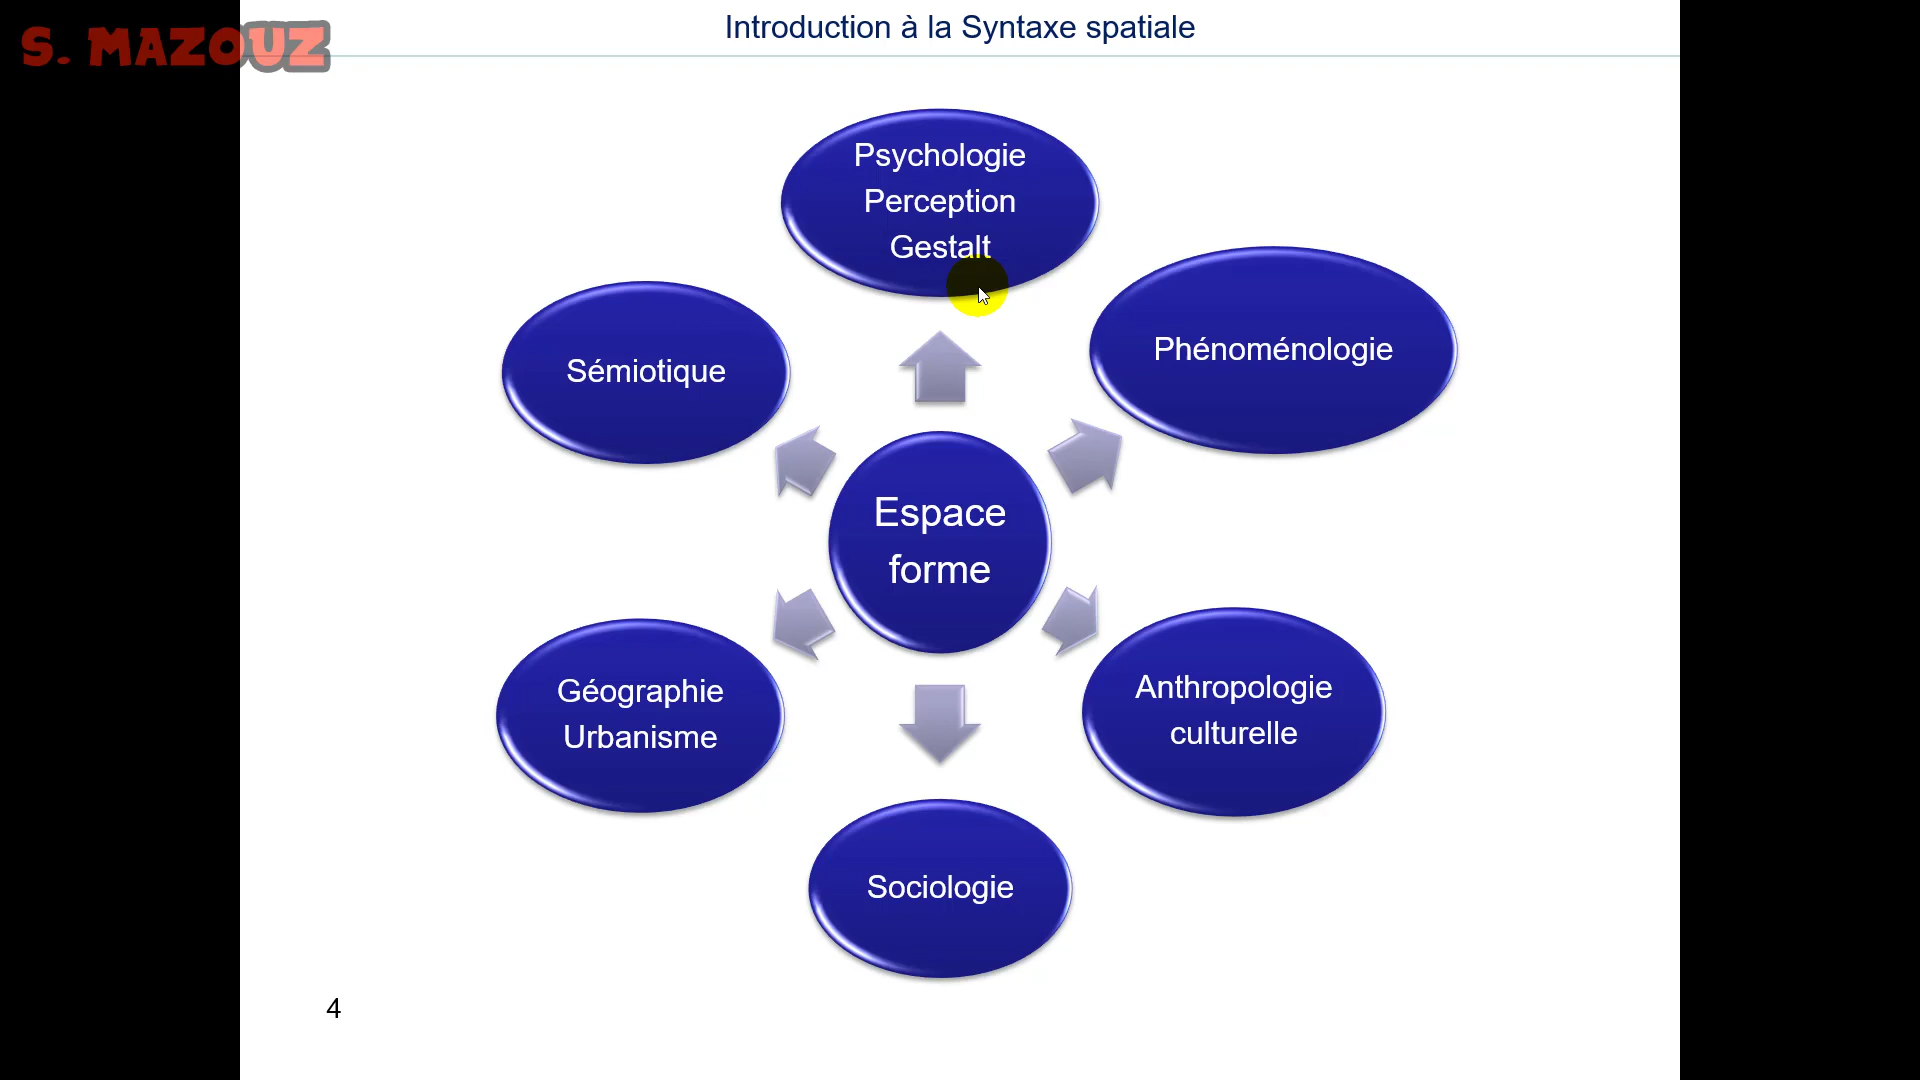 Introduction à la Syntaxe spatiale
S. MAZOUZ
Psychologie
Perception
Gestalt
Phénoménologie
Sémiotique
Espace
forme
Géographie
Urbanisme
Anthropologie
culturelle
Sociologie
4